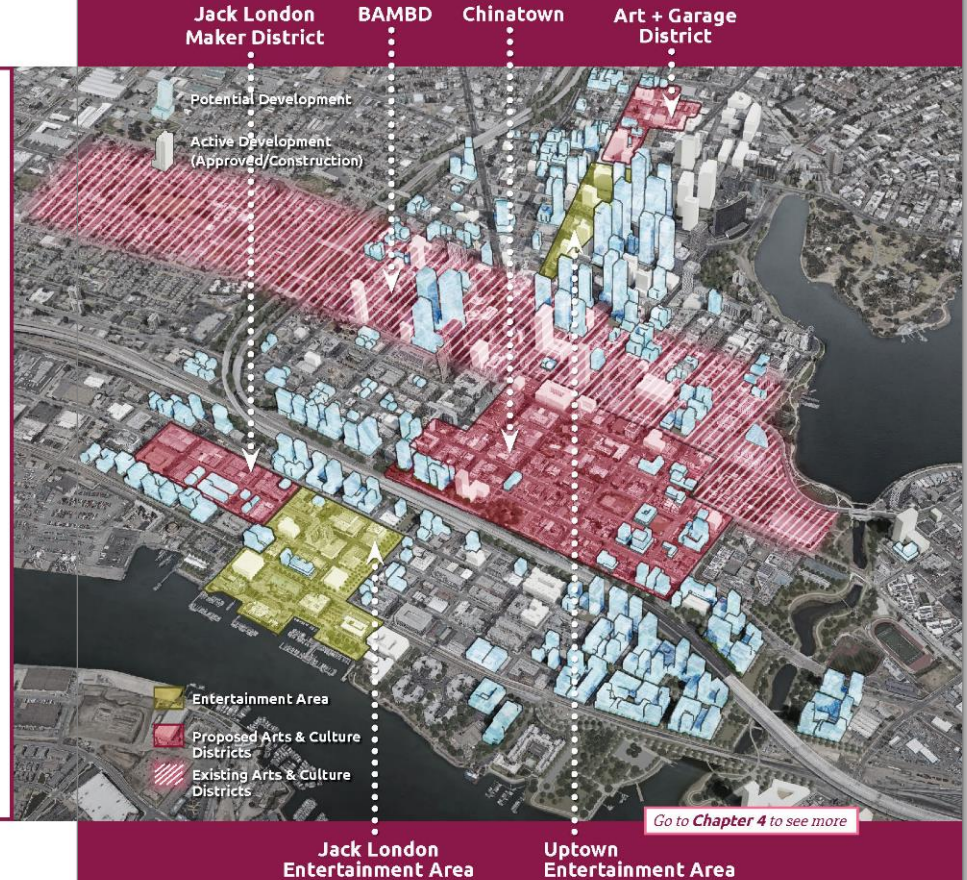 Jack London
Maker District
BAMBD
Chinatown
Art + Garage
District
Potential Development
Active Development
(Approved/Construction)
Entertainment Area
Proposed Arts & Culture
Districts
Existing Arts & Culture
Districts
Go to Chapter 4 to see more
Jack London
Entertainment Area
Uptown
Entertainment Area